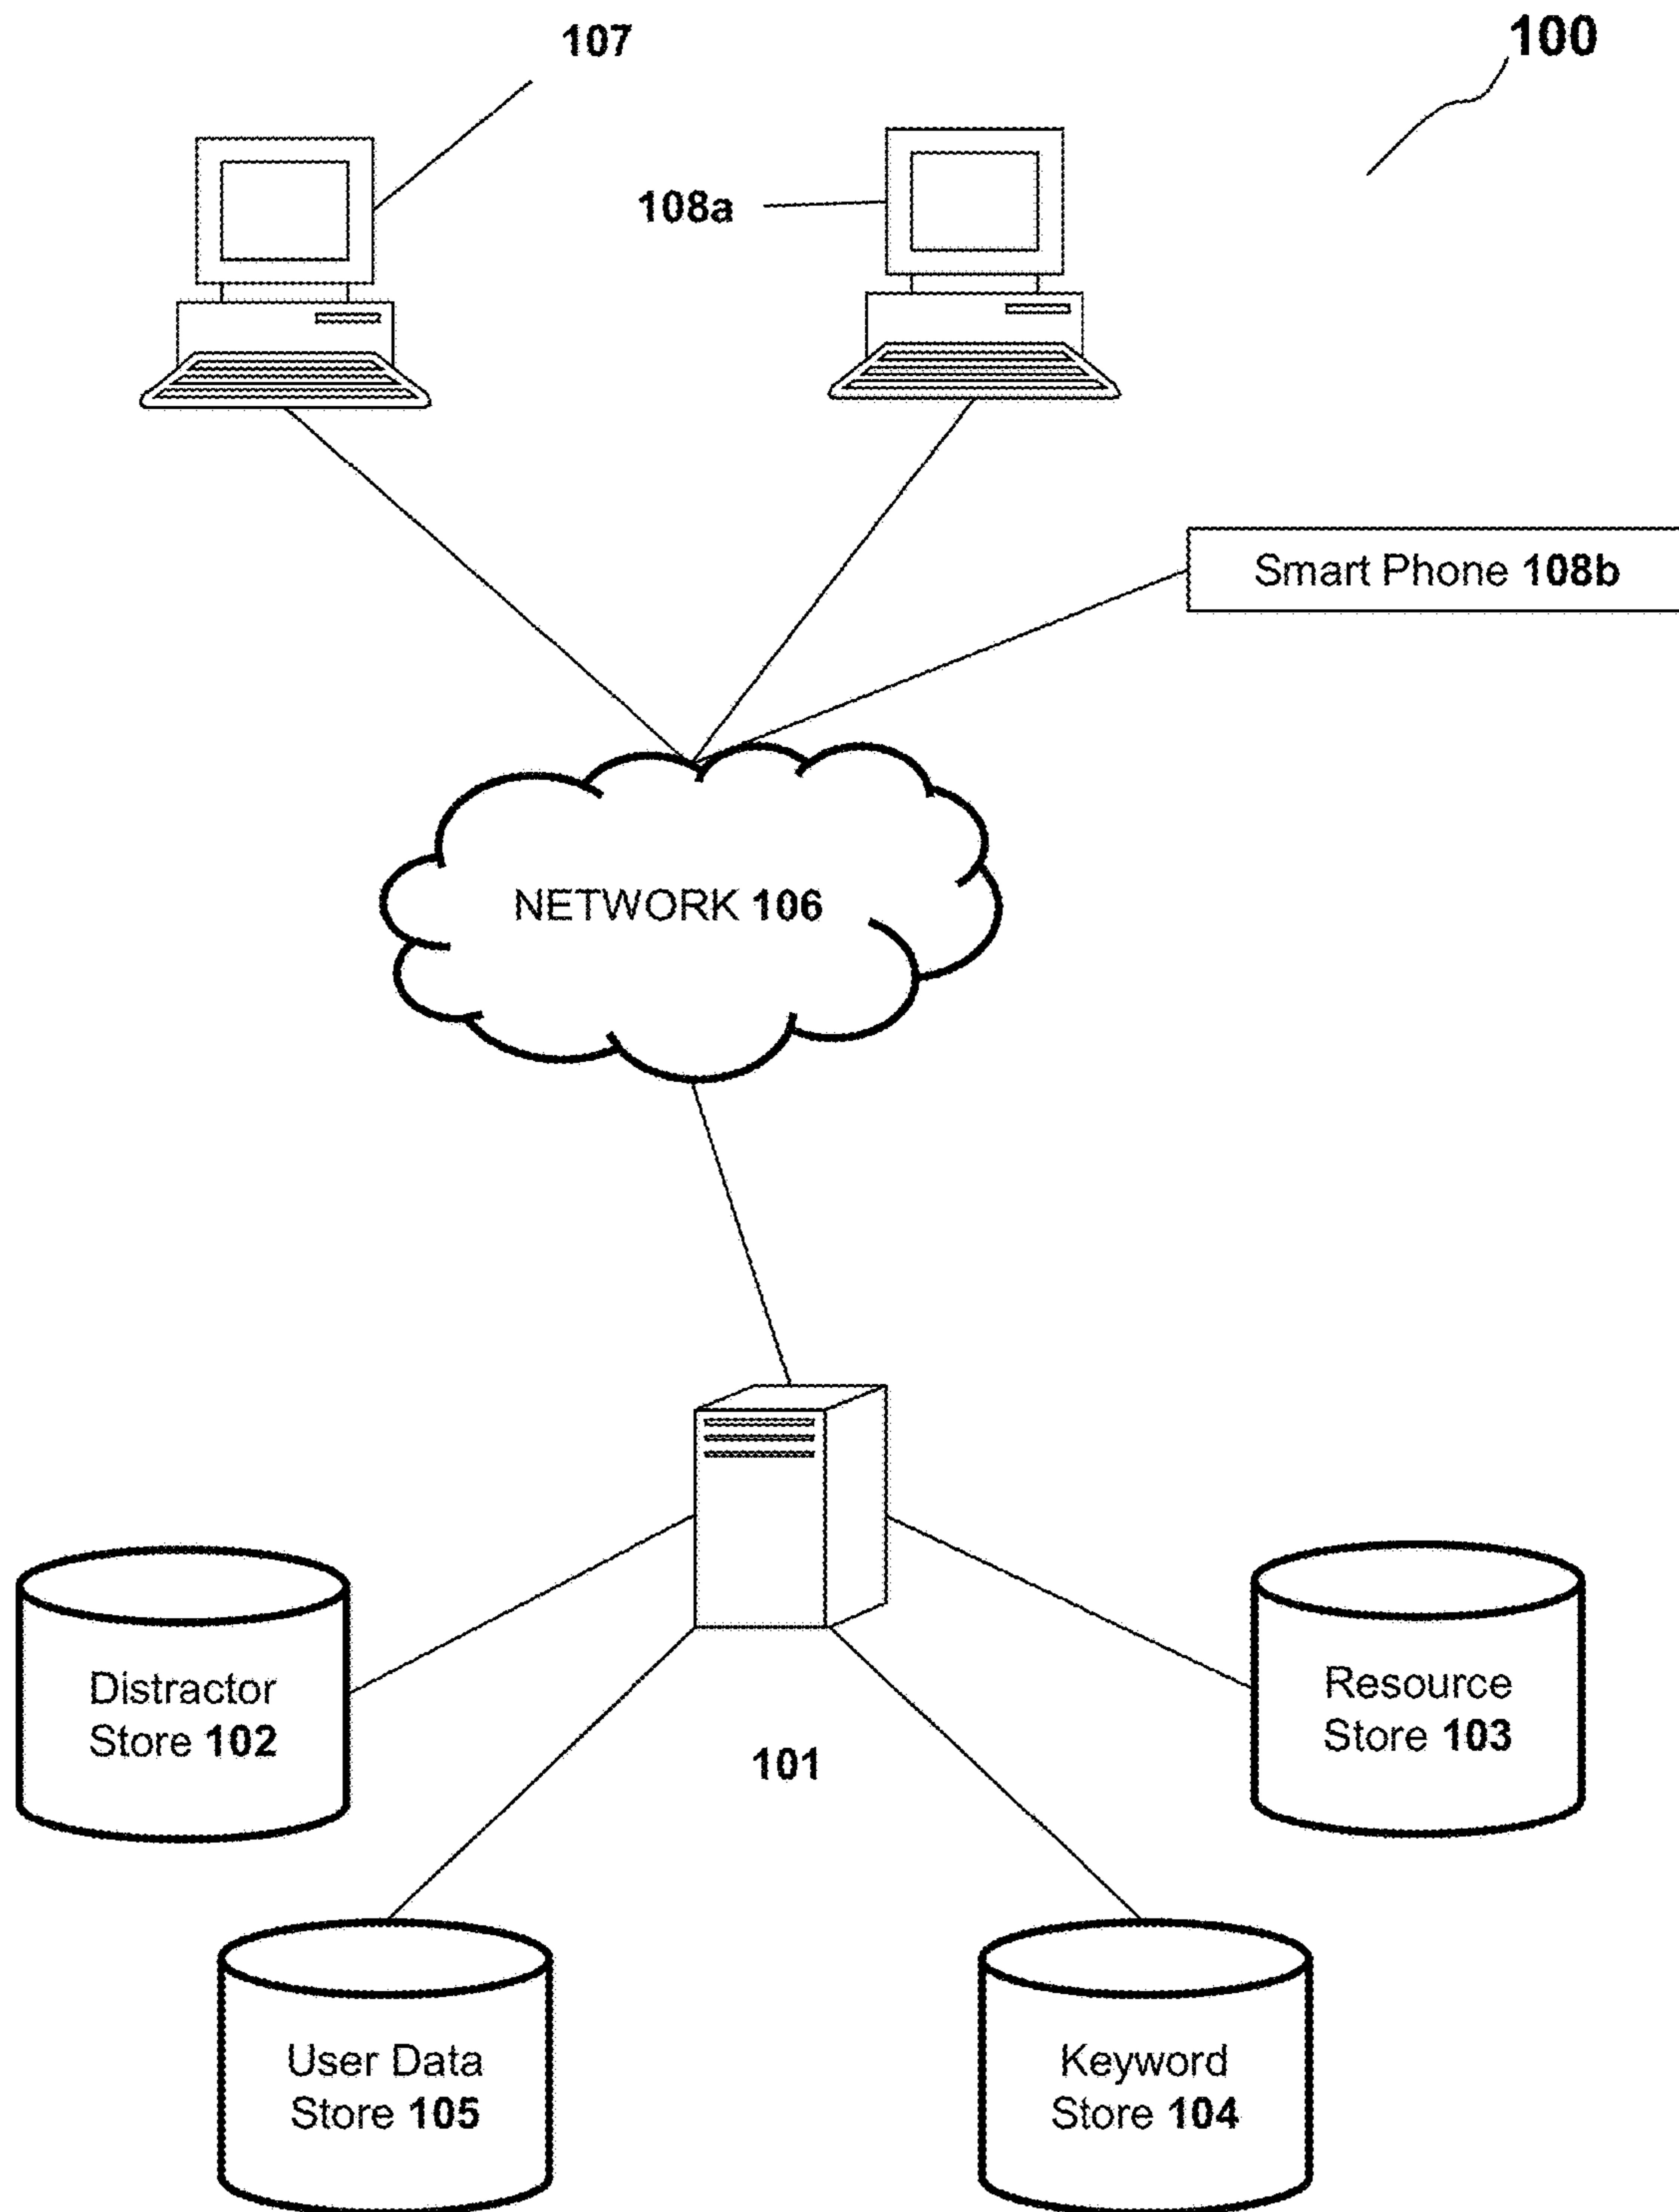 107
100
108a
Smart Phone 108b
NETWORK 106
Distractor
Store 102
Resource
Store 103
101
User Data
Store 105
Keyword
Store 104